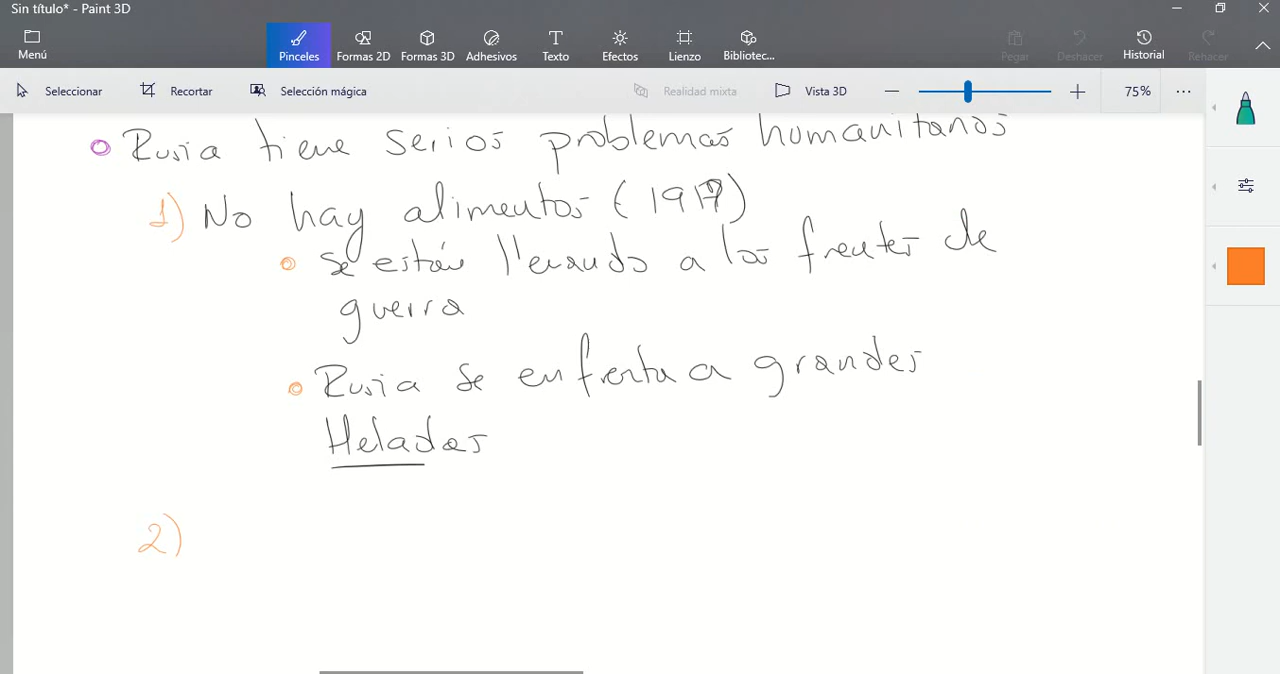 Sin título* - Paint 3D
Menú
Pinceles
Formas 2D
Formas 3D
Adhesivos
Texto
Efectos
Lienzo
Bibliotec...
Pegar
Deshacer
Historial
Rehacer
Seleccionar
Recortar
Selección mágica
Realidad mixta
Vista 3D
75%
Rusia tiene serios problemas humanitarios
1) No hay alimentos (1917)
Se están llevando a los frentes de
guerra
Rusia se enfrenta a grandes
Heladas
2)